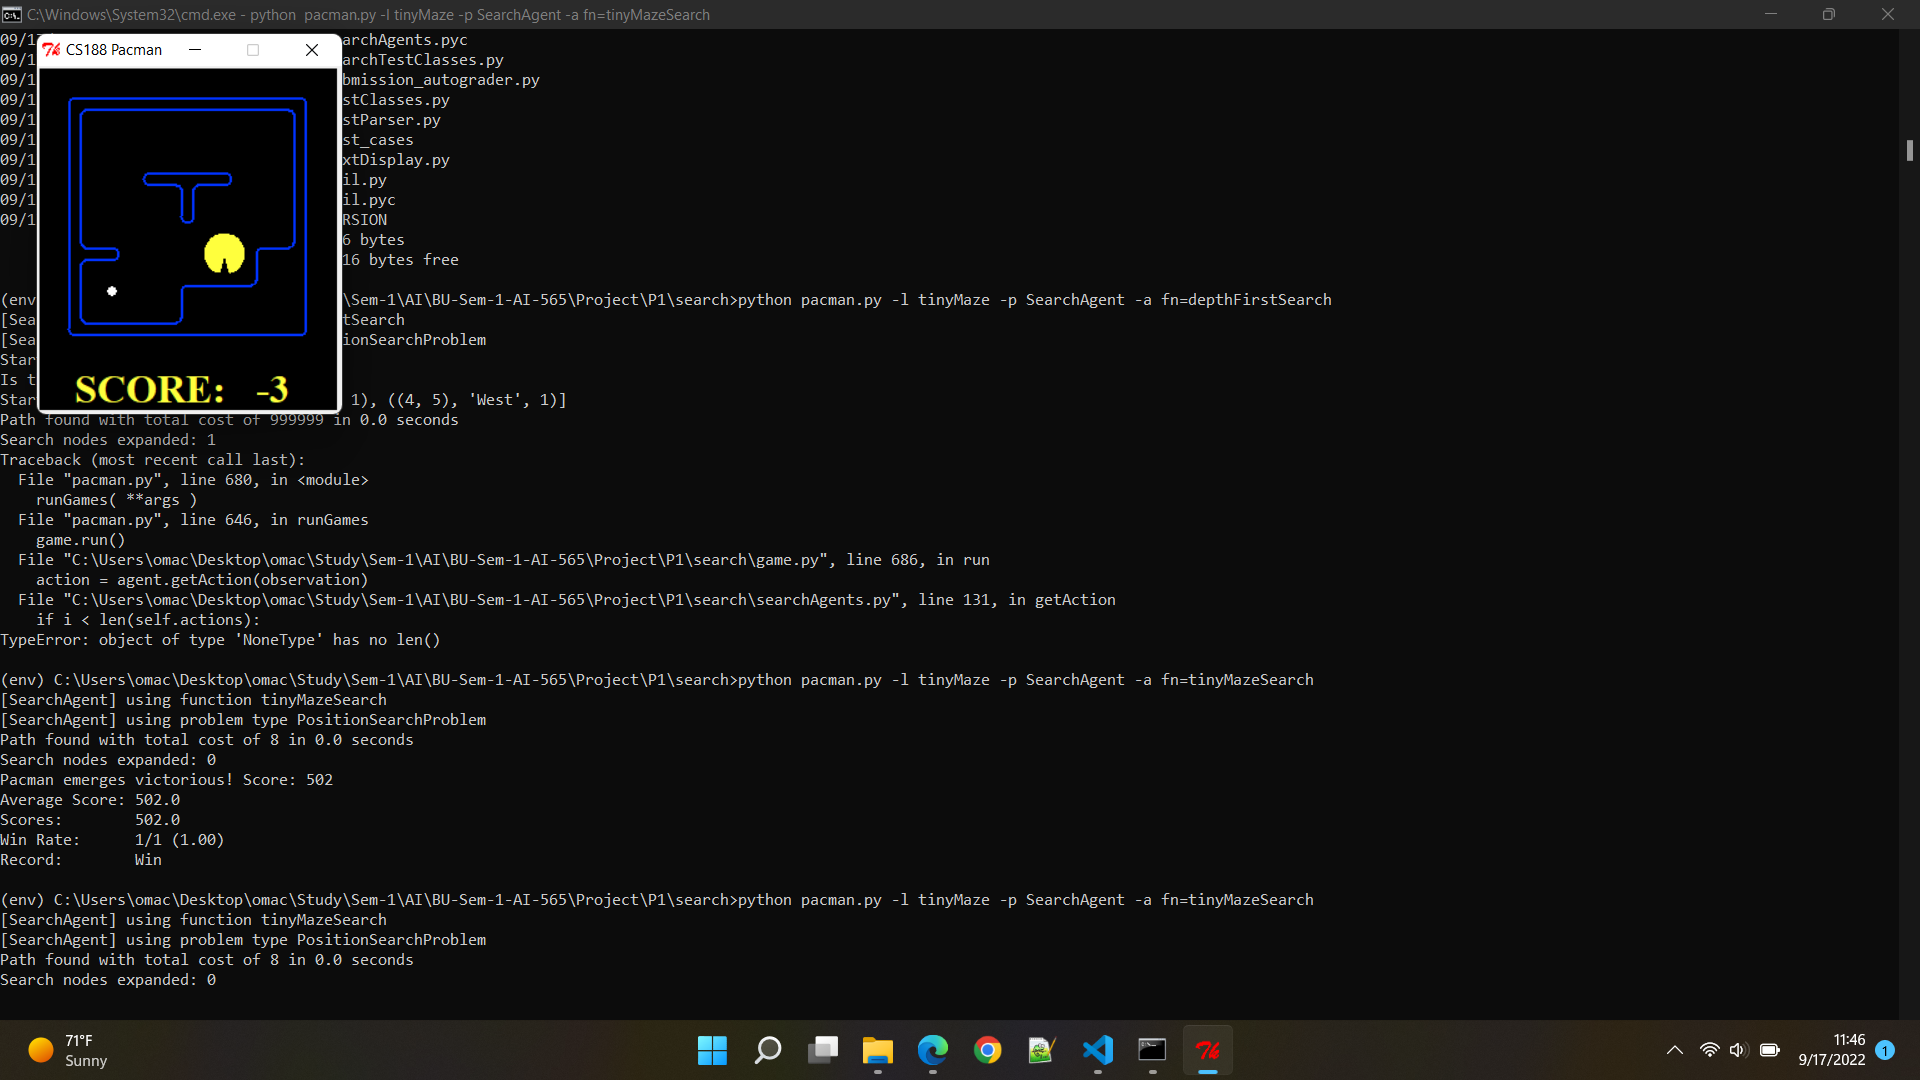 C:\Windows\System32\cmd.exe - python pacman.py -l tinyMaze -p SearchAgent -a fn=tinyMazeSearch
CS188 Pacman
SCORE: -3
09/1 archAgents.pyc
09/1 archTestClasses.py
09/1 bmission_autograder.py
09/1 stClasses.py
09/1 stParser.py
09/1 st_cases
09/1 xtDisplay.py
09/1 il.py
09/1 il.pyc
09/1 RSION
6 bytes
16 bytes free
(env \Sem-1\AI\BU-Sem-1-AI-565\Project\P1\search>python pacman.py -l tinyMaze -p SearchAgent -a fn=depthFirstSearch
[Sea tSearch
[Sea ionSearchProblem
Star
Is t
Star 1), ((4, 5), 'West', 1)]
Path found with total cost of 999999 in 0.0 seconds
Search nodes expanded: 1
Traceback (most recent call last):
  File "pacman.py", line 680, in <module>
    runGames( **args )
  File "pacman.py", line 646, in runGames
    game.run()
  File "C:\Users\omac\Desktop\omac\Study\Sem-1\AI\BU-Sem-1-AI-565\Project\P1\search\game.py", line 686, in run
    action = agent.getAction(observation)
  File "C:\Users\omac\Desktop\omac\Study\Sem-1\AI\BU-Sem-1-AI-565\Project\P1\search\searchAgents.py", line 131, in getAction
    if i < len(self.actions):
TypeError: object of type 'NoneType' has no len()
(env) C:\Users\omac\Desktop\omac\Study\Sem-1\AI\BU-Sem-1-AI-565\Project\P1\search>python pacman.py -l tinyMaze -p SearchAgent -a fn=tinyMazeSearch
[SearchAgent] using function tinyMazeSearch
[SearchAgent] using problem type PositionSearchProblem
Path found with total cost of 8 in 0.0 seconds
Search nodes expanded: 0
Pacman emerges victorious! Score: 502
Average Score: 502.0
Scores:        502.0
Win Rate:      1/1 (1.00)
Record:        Win
(env) C:\Users\omac\Desktop\omac\Study\Sem-1\AI\BU-Sem-1-AI-565\Project\P1\search>python pacman.py -l tinyMaze -p SearchAgent -a fn=tinyMazeSearch
[SearchAgent] using function tinyMazeSearch
[SearchAgent] using problem type PositionSearchProblem
Path found with total cost of 8 in 0.0 seconds
Search nodes expanded: 0
71°F
Sunny
11:46
9/17/2022
1